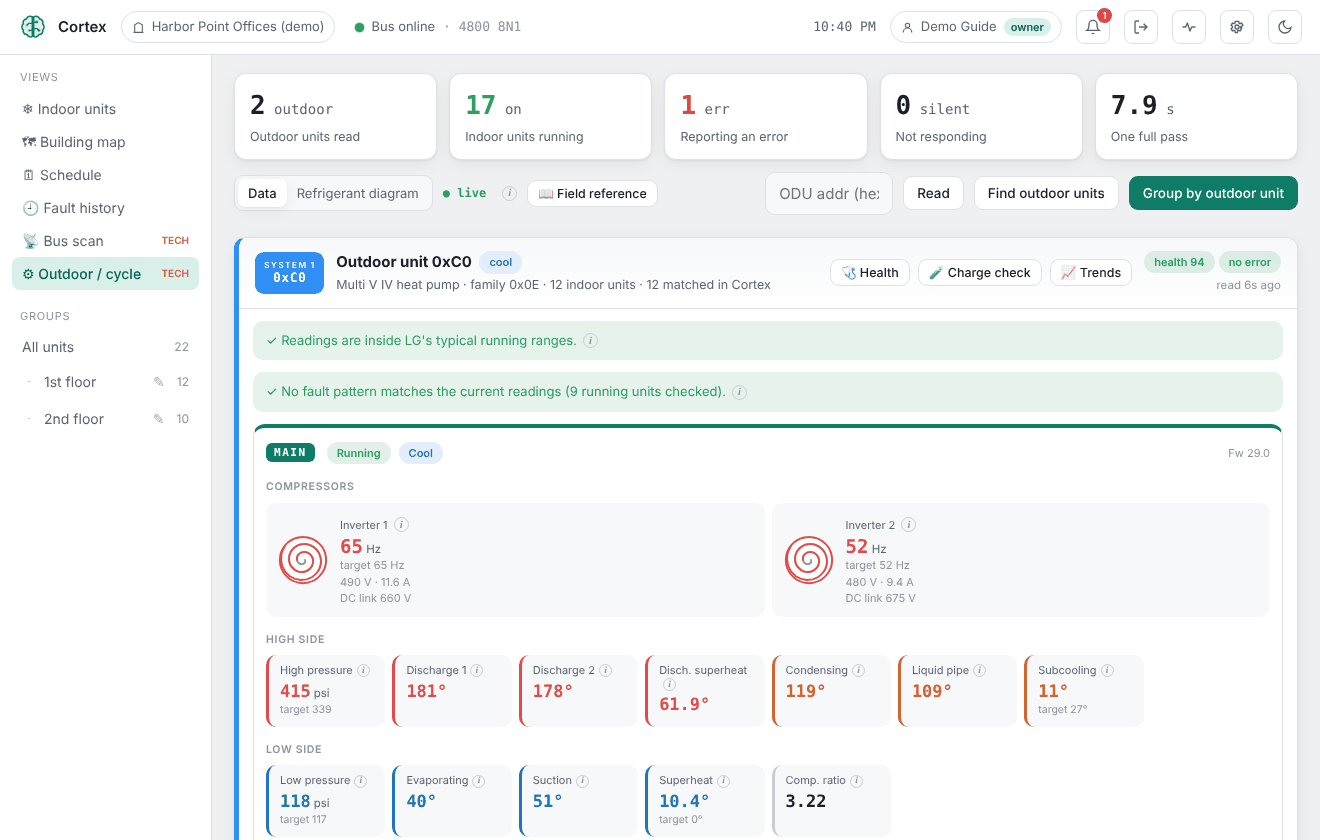 Cortex
Harbor Point Offices (demo)
Bus online · 4800 8N1
10:40 PM
Demo Guide owner
1
VIEWS
Indoor units
Building map
Schedule
Fault history
Bus scan TECH
Outdoor / cycle TECH
GROUPS
All units 22
· 1st floor 12
· 2nd floor 10
2 outdoor
Outdoor units read
17 on
Indoor units running
1 err
Reporting an error
0 silent
Not responding
7.9 s
One full pass
Data Refrigerant diagram live i Field reference
ODU addr (he: Read Find outdoor units Group by outdoor unit
SYSTEM 1
0xC0
Outdoor unit 0xC0 cool
Multi V IV heat pump · family 0x0E · 12 indoor units · 12 matched in Cortex
Health Charge check Trends
health 94 no error
read 6s ago
✓ Readings are inside LG's typical running ranges. i
✓ No fault pattern matches the current readings (9 running units checked). i
MAIN Running Cool Fw 29.0
COMPRESSORS
Inverter 1 i
65 Hz
target 65 Hz
490 V · 11.6 A
DC link 660 V
Inverter 2 i
52 Hz
target 52 Hz
480 V · 9.4 A
DC link 675 V
HIGH SIDE
High pressure i
415 psi
target 339
Discharge 1 i
181°
Discharge 2 i
178°
Disch. superheat
i
61.9°
Condensing i
119°
Liquid pipe i
109°
Subcooling i
11°
target 27°
LOW SIDE
Low pressure i
118 psi
target 117
Evaporating i
40°
Suction i
51°
Superheat i
10.4°
target 0°
Comp. ratio i
3.22